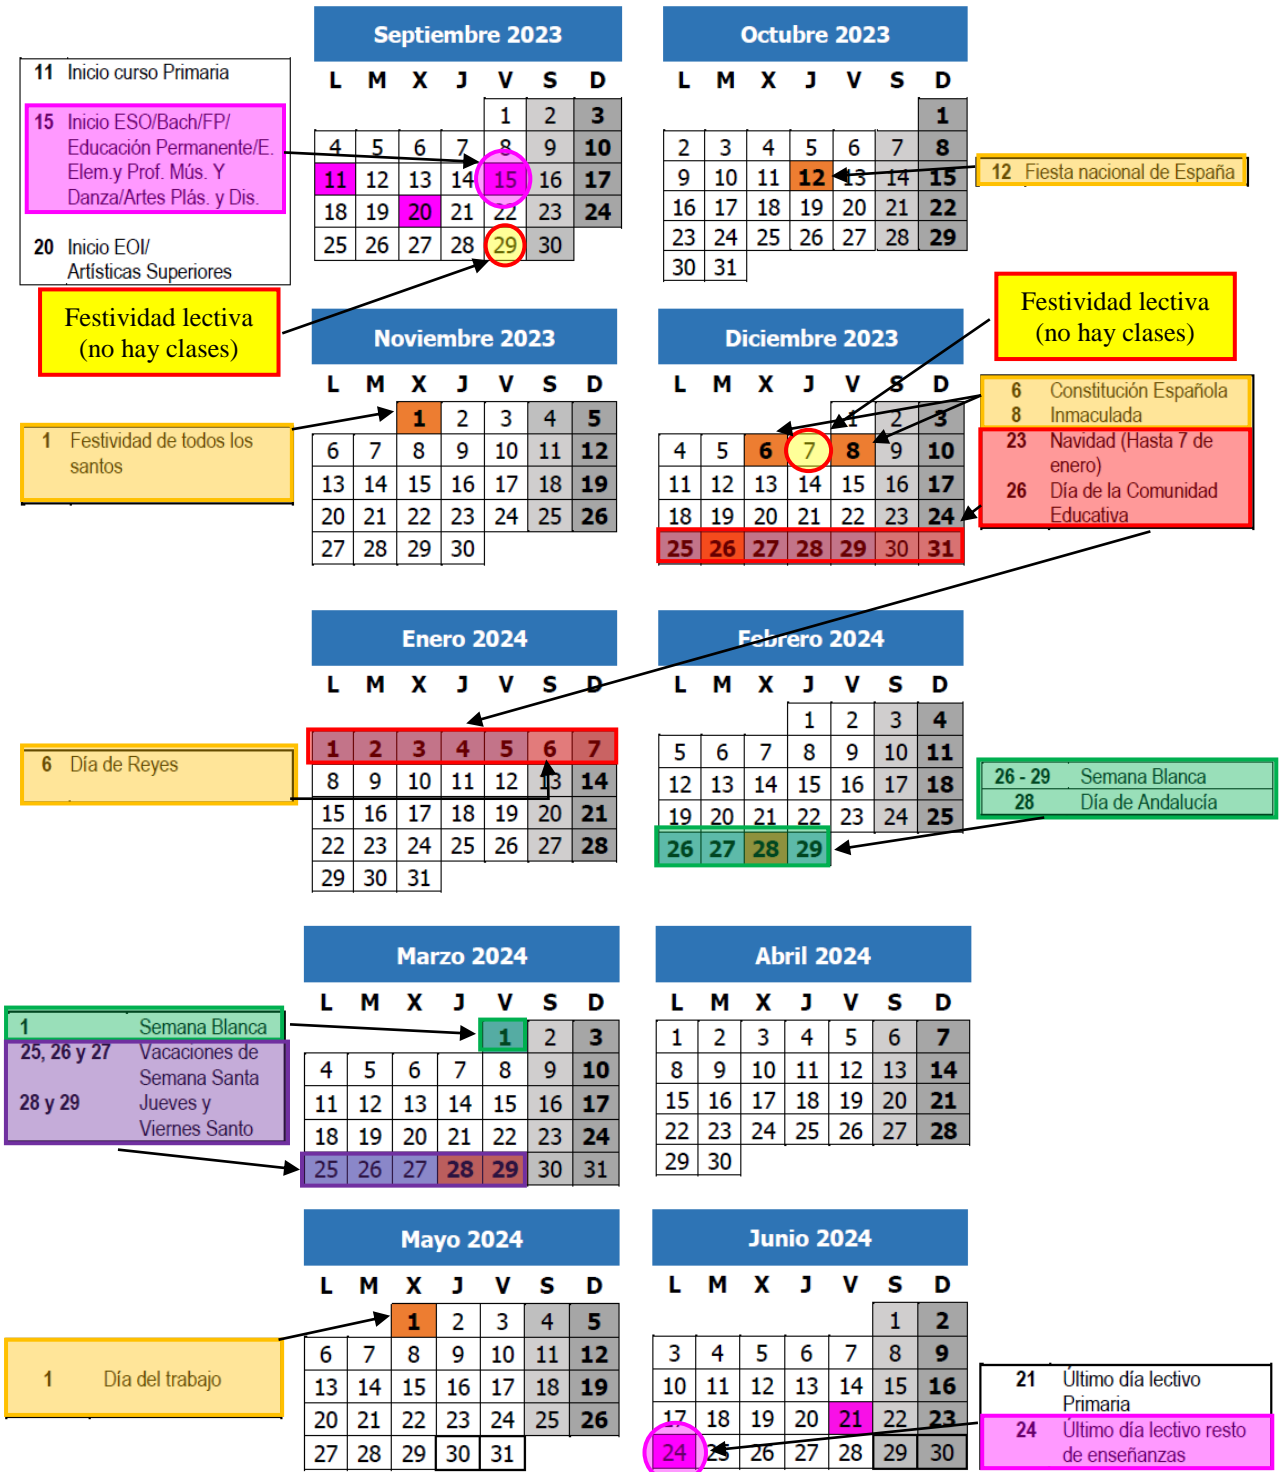 Septiembre 2023
L M X J V S D
1 2 3
4 5 6 7 8 9 10
11 12 13 14 15 16 17
18 19 20 21 22 23 24
25 26 27 28 29 30
11 Inicio curso Primaria
15 Inicio ESO/Bach/FP/
Educación Permanente/E.
Elem.y Prof. Mús. Y
Danza/Artes Plás. y Dis.
20 Inicio EOI/
Artísticas Superiores
Festividad lectiva
(no hay clases)
Octubre 2023
L M X J V S D
1
2 3 4 5 6 7 8
9 10 11 12 13 14 15
16 17 18 19 20 21 22
23 24 25 26 27 28 29
30 31
12 Fiesta nacional de España
Noviembre 2023
L M X J V S D
1 2 3 4 5
6 7 8 9 10 11 12
13 14 15 16 17 18 19
20 21 22 23 24 25 26
27 28 29 30
1 Festividad de todos los
santos
Diciembre 2023
L M X J V S D
1 2 3
4 5 6 7 8 9 10
11 12 13 14 15 16 17
18 19 20 21 22 23 24
25 26 27 28 29 30 31
Festividad lectiva
(no hay clases)
6 Constitución Española
8 Inmaculada
23 Navidad (Hasta 7 de
enero)
26 Día de la Comunidad
Educativa
Enero 2024
L M X J V S D
1 2 3 4 5 6 7
8 9 10 11 12 13 14
15 16 17 18 19 20 21
22 23 24 25 26 27 28
29 30 31
6 Día de Reyes
Febrero 2024
L M X J V S D
1 2 3 4
5 6 7 8 9 10 11
12 13 14 15 16 17 18
19 20 21 22 23 24 25
26 27 28 29
26 - 29 Semana Blanca
28 Día de Andalucía
Marzo 2024
L M X J V S D
1 2 3
4 5 6 7 8 9 10
11 12 13 14 15 16 17
18 19 20 21 22 23 24
25 26 27 28 29 30 31
1 Semana Blanca
25, 26 y 27 Vacaciones de
Semana Santa
28 y 29 Jueves y
Viernes Santo
Abril 2024
L M X J V S D
1 2 3 4 5 6 7
8 9 10 11 12 13 14
15 16 17 18 19 20 21
22 23 24 25 26 27 28
29 30
Mayo 2024
L M X J V S D
1 2 3 4 5
6 7 8 9 10 11 12
13 14 15 16 17 18 19
20 21 22 23 24 25 26
27 28 29 30 31
1 Día del trabajo
Junio 2024
L M X J V S D
1 2
3 4 5 6 7 8 9
10 11 12 13 14 15 16
17 18 19 20 21 22 23
24 25 26 27 28 29 30
21 Último día lectivo
Primaria
24 Último día lectivo resto
de enseñanzas